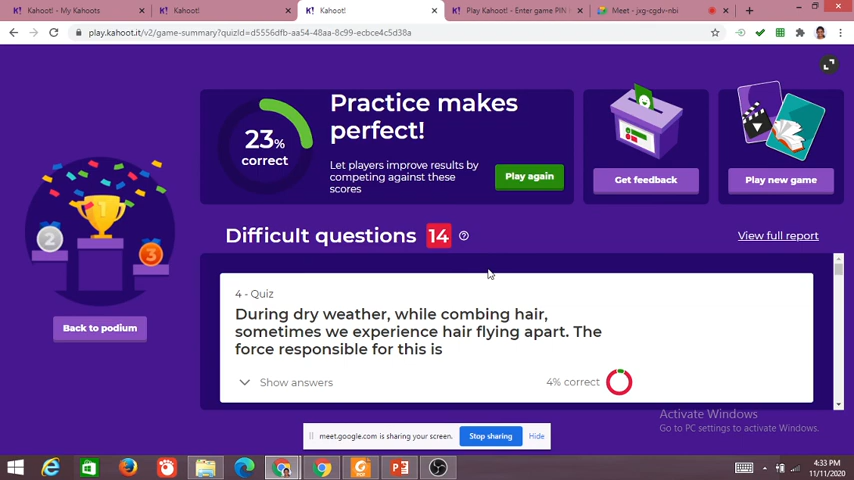 Kahoot! - My Kahoots
Kahoot!
Kahoot!
Play Kahoot! - Enter game PIN
Meet - jxg-cgdv-nbi
play.kahoot.it/v2/game-summary?quizId=d5556dfb-aa54-48aa-8c99-ecbce4c5d38a
23%
correct
Practice makes
perfect!
Let players improve results by
competing against these
scores
Play again
Get feedback
Play new game
1
2
3
Back to podium
Difficult questions 14
View full report
4 - Quiz
During dry weather, while combing hair,
sometimes we experience hair flying apart. The
force responsible for this is
Show answers
4% correct
Activate Windows
Go to PC settings to activate Windows.
meet.google.com is sharing your screen.
Stop sharing
Hide
4:33 PM
11/11/2020